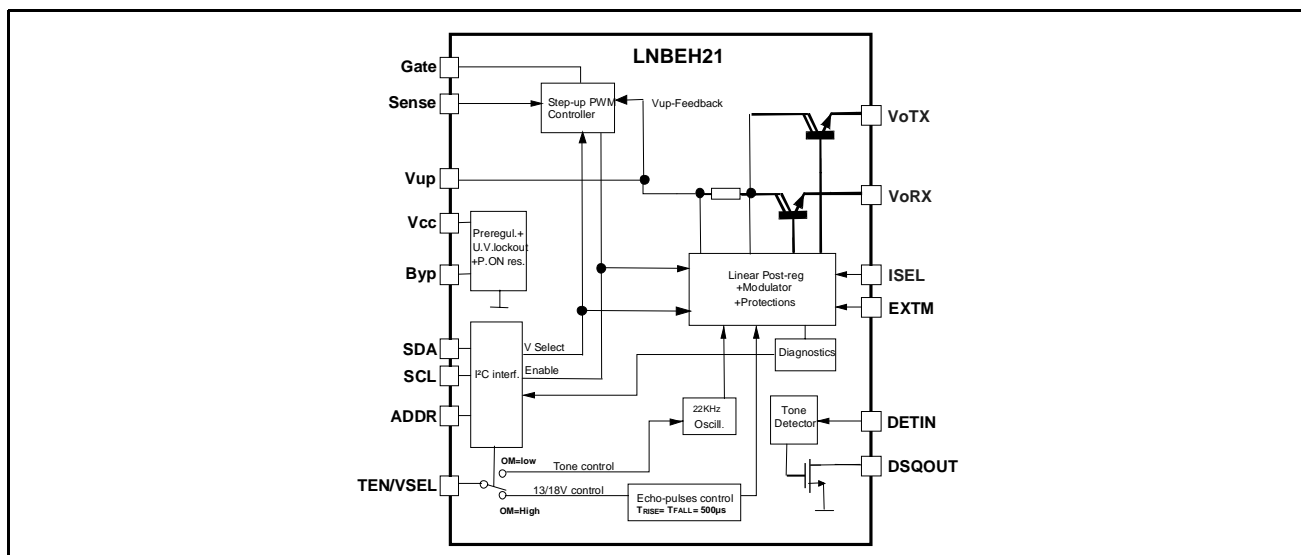 LNBEH21
Gate
Sense
Step-up PWM
Controller
Vup-Feedback
VoTX
Vup
VoRX
Vcc
Preregul.+
U.V.lockout
+P.ON res.
Byp
Linear Post-reg
+Modulator
+Protections
ISEL
EXTM
SDA
SCL
ADDR
I²C interf.
V Select
Enable
Diagnostics
22KHz
Oscill.
Tone
Detector
DETIN
DSQOUT
OM=low
Tone control
TEN/VSEL
13/18V control
OM=High
Echo-pulses control
TRISE= TFALL= 500µs